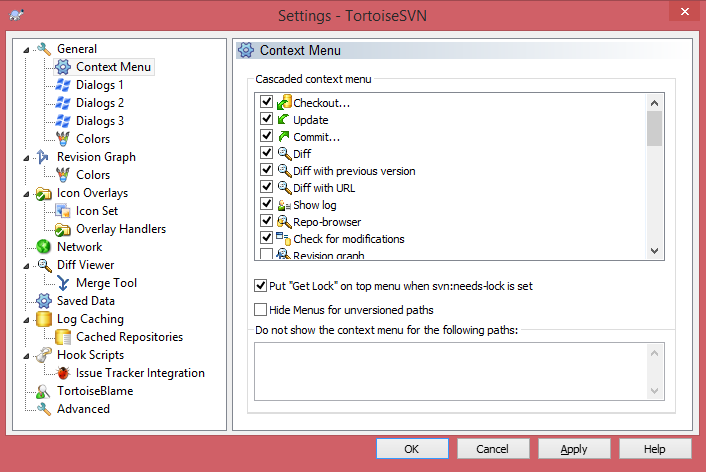 Settings - TortoiseSVN
General
Context Menu
Dialogs 1
Dialogs 2
Dialogs 3
Colors
Revision Graph
Colors
Icon Overlays
Icon Set
Overlay Handlers
Network
Diff Viewer
Merge Tool
Saved Data
Log Caching
Cached Repositories
Hook Scripts
Issue Tracker Integration
TortoiseBlame
Advanced
Context Menu
Cascaded context menu
Checkout...
Update
Commit...
Diff
Diff with previous version
Diff with URL
Show log
Repo-browser
Check for modifications
Revision graph
Put "Get Lock" on top menu when svn:needs-lock is set
Hide Menus for unversioned paths
Do not show the context menu for the following paths:
OK Cancel Apply Help